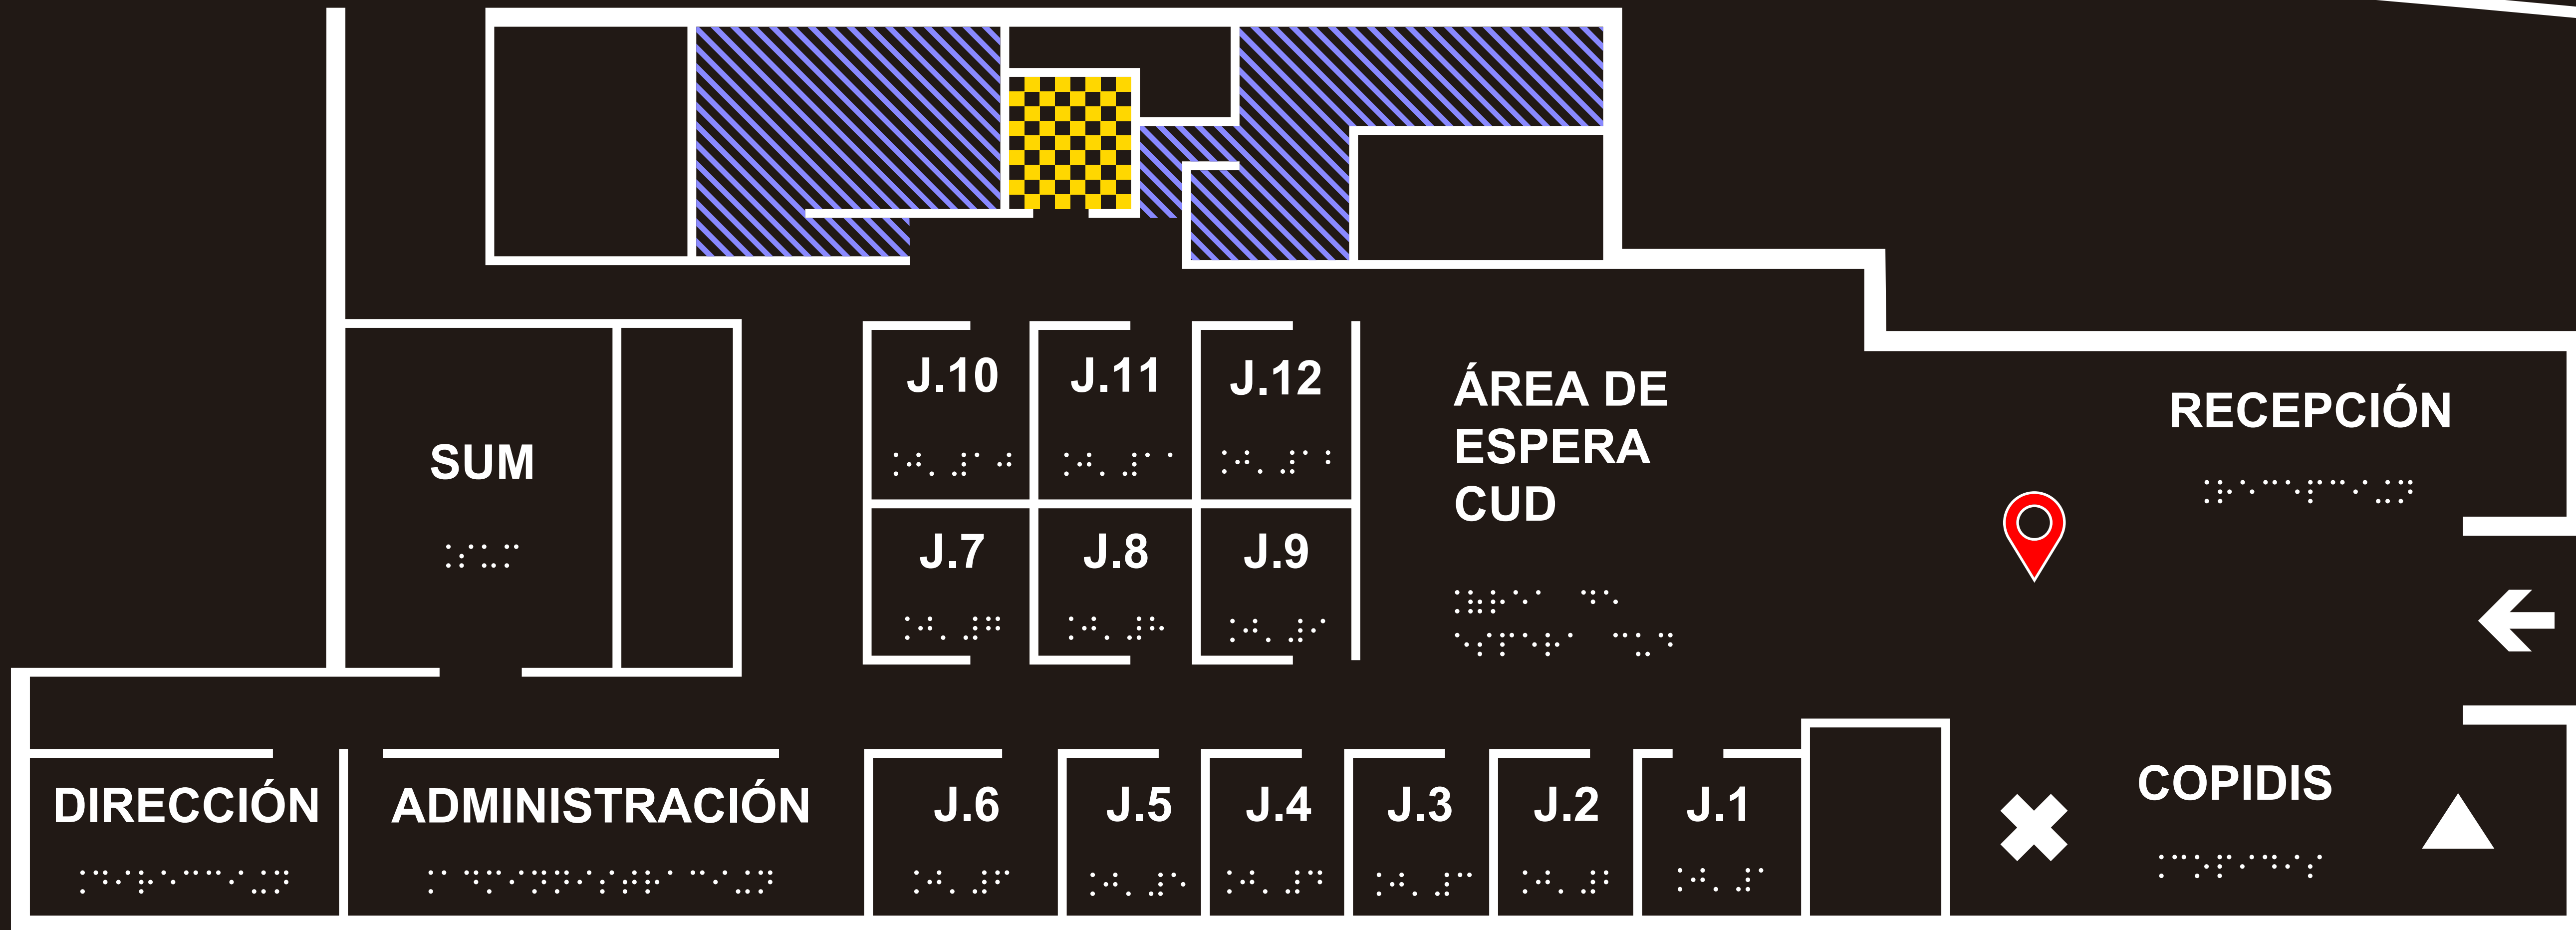 J.10
J.11
J.12
ÁREA DE
ESPERA
CUD
RECEPCIÓN
SUM
J.7
J.8
J.9
DIRECCIÓN
ADMINISTRACIÓN
J.6
J.5
J.4
J.3
J.2
J.1
COPIDIS